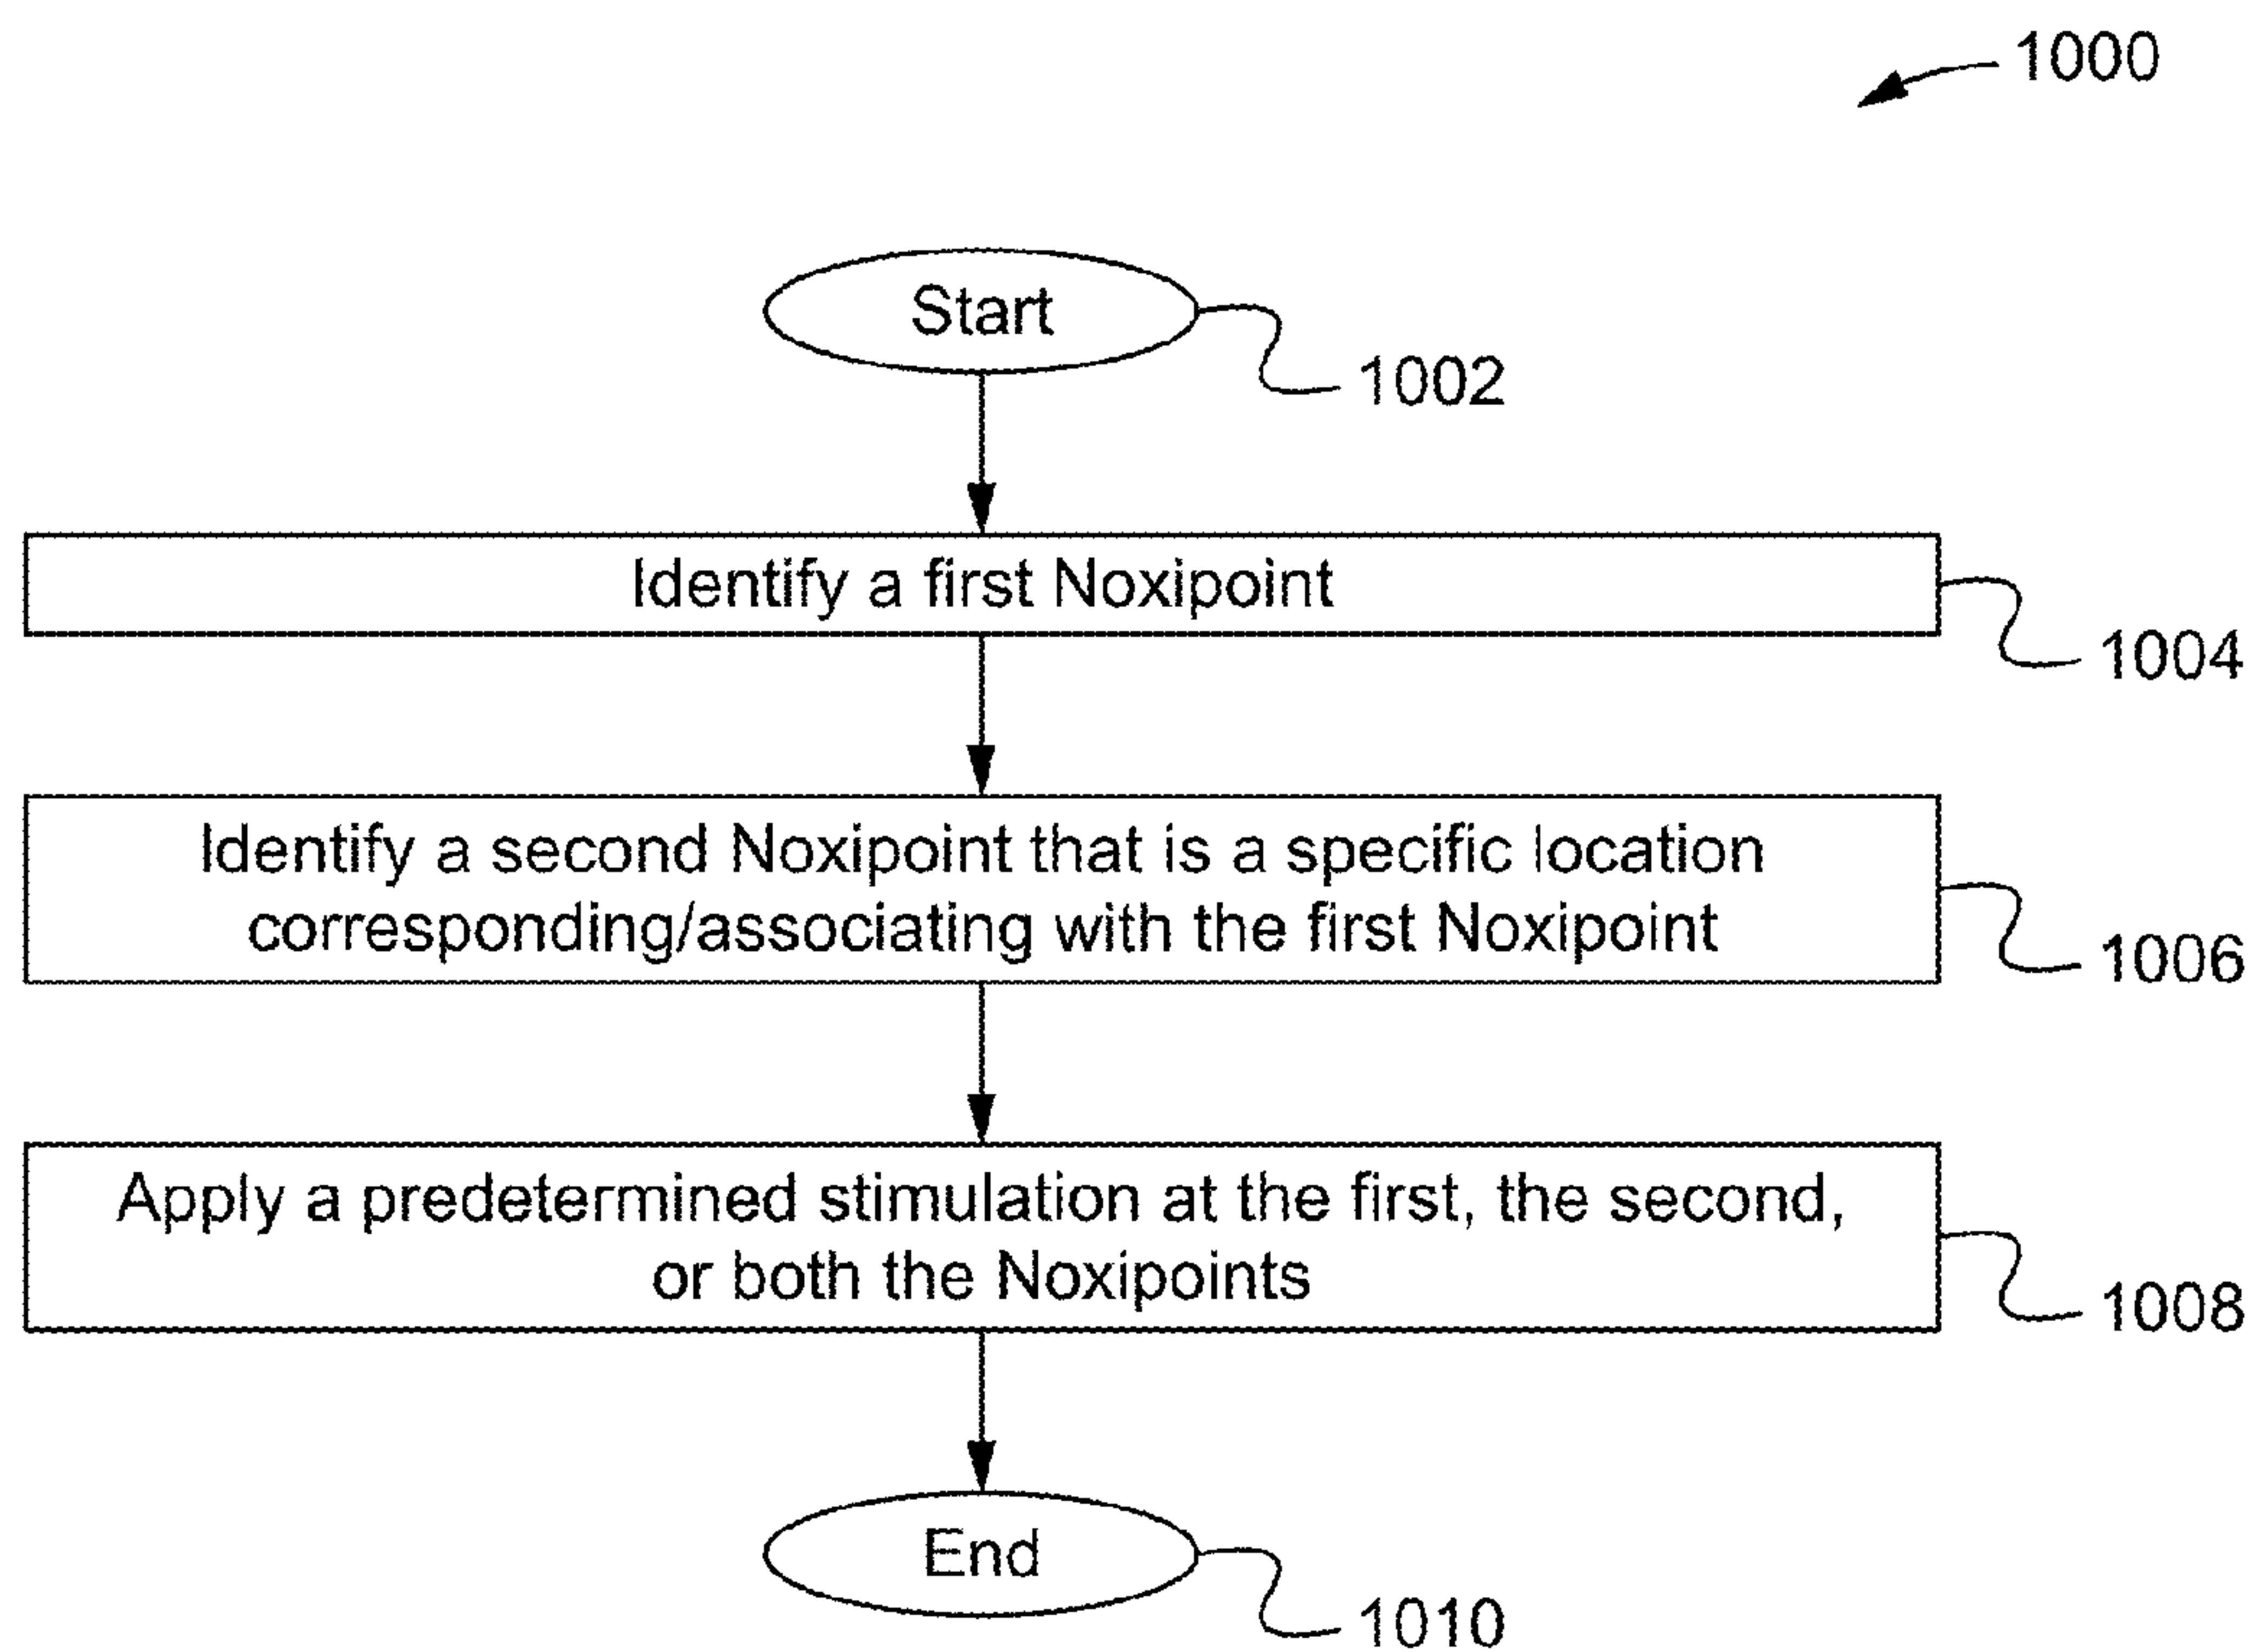 1000
Start
1002
Identify a first Noxipoint
1004
Identify a second Noxipoint that is a specific location
corresponding/associating with the first Noxipoint
1006
Apply a predetermined stimulation at the first, the second,
or both the Noxipoints
1008
End
1010